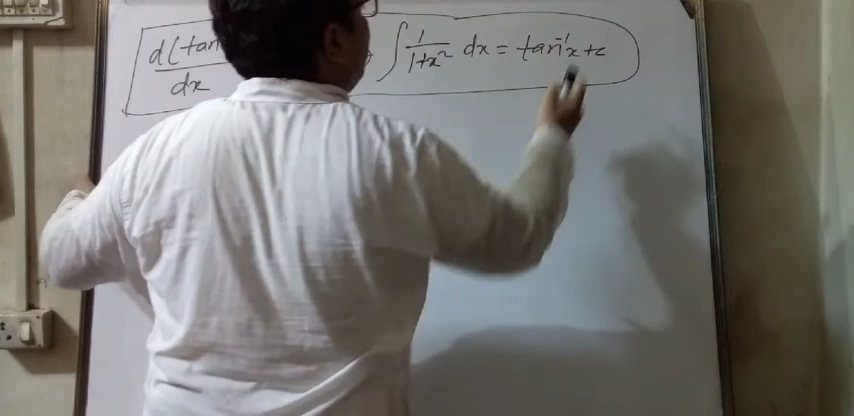 d(tan
dx
∫ 1/1+x² dx = tan⁻¹x+c